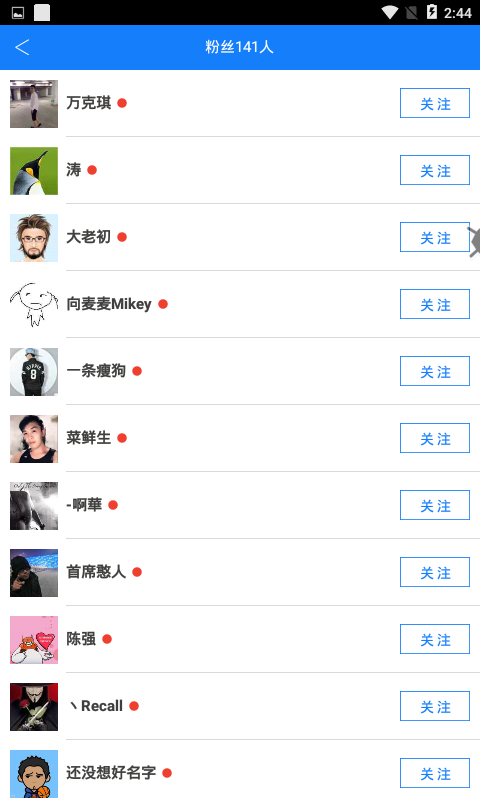 2:44
粉丝141人
万克琪
关注
涛
关注
大老初
关注
向麦麦Mikey
关注
一条瘦狗
关注
菜鲜生
关注
-啊華
关注
首席憨人
关注
陈强
关注
丶Recall
关注
还没想好名字
关注